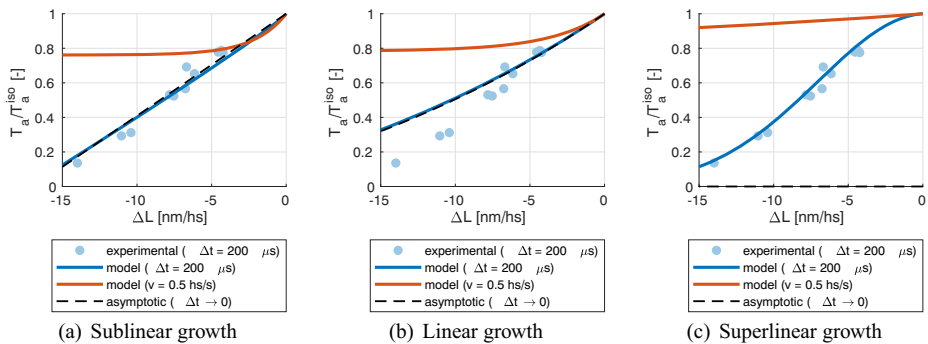 1
0.8
0.6
0.4
0.2
0
-15
-10
-5
0
T_a/T_a^iso [-]
ΔL [nm/hs]
experimental ( Δt = 200 μs)
model ( Δt = 200 μs)
model (v = 0.5 hs/s)
asymptotic ( Δt → 0)
(a) Sublinear growth
1
0.8
0.6
0.4
0.2
0
-15
-10
-5
0
T_a/T_a^iso [-]
ΔL [nm/hs]
experimental ( Δt = 200 μs)
model ( Δt = 200 μs)
model (v = 0.5 hs/s)
asymptotic ( Δt → 0)
(b) Linear growth
1
0.8
0.6
0.4
0.2
0
-15
-10
-5
0
T_a/T_a^iso [-]
ΔL [nm/hs]
experimental ( Δt = 200 μs)
model ( Δt = 200 μs)
model (v = 0.5 hs/s)
asymptotic ( Δt → 0)
(c) Superlinear growth